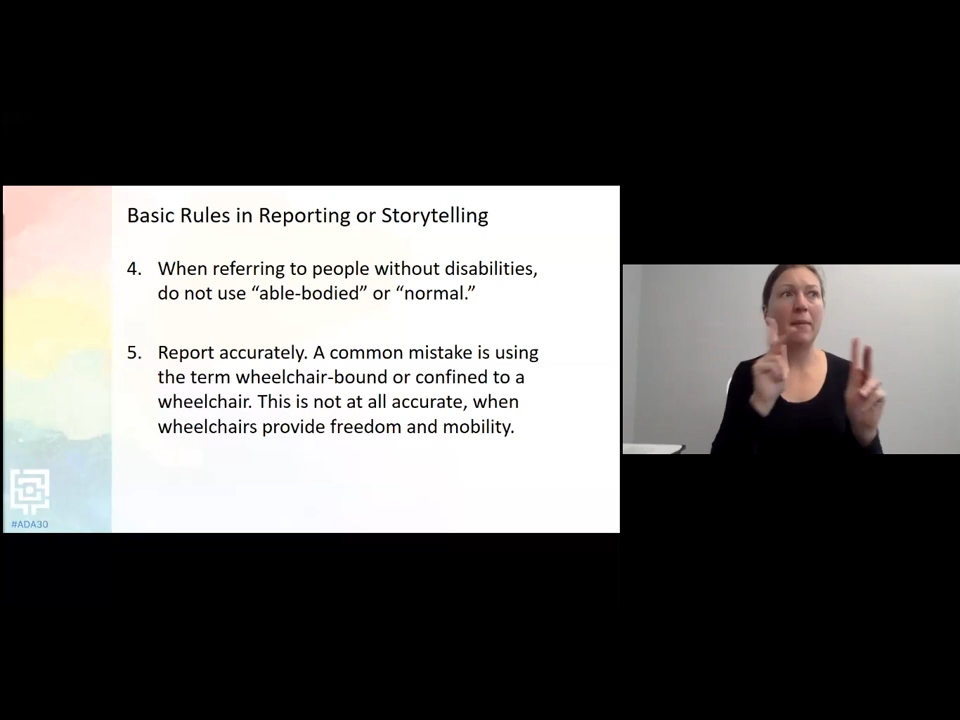 Basic Rules in Reporting or Storytelling
4. When referring to people without disabilities,
do not use “able-bodied” or “normal.”
5. Report accurately. A common mistake is using
the term wheelchair-bound or confined to a
wheelchair. This is not at all accurate, when
wheelchairs provide freedom and mobility.
#ADA30